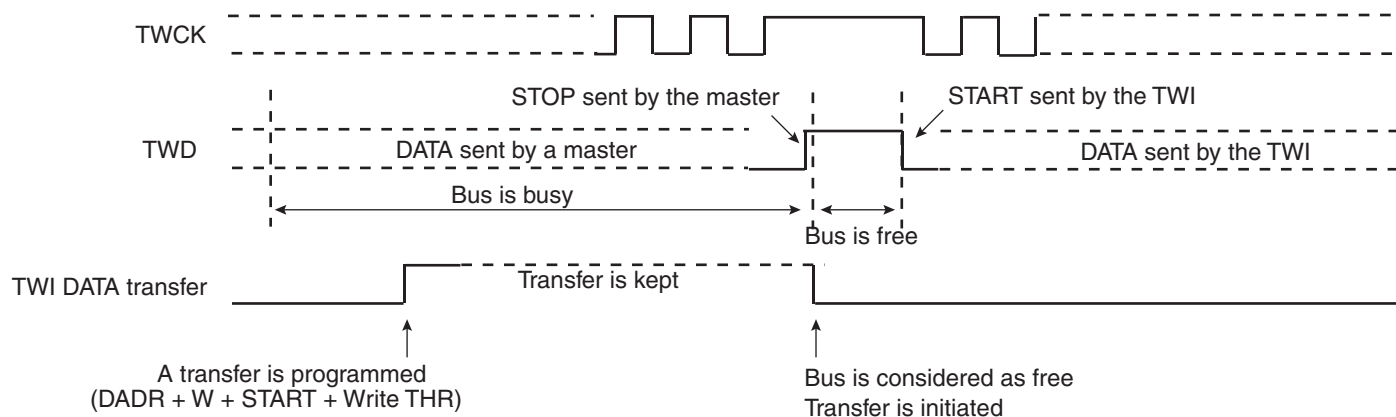 TWCK
STOP sent by the master
START sent by the TWI
TWD
DATA sent by a master
DATA sent by the TWI
Bus is busy
Bus is free
TWI DATA transfer
Transfer is kept
A transfer is programmed
(DADR + W + START + Write THR)
Bus is considered as free
Transfer is initiated